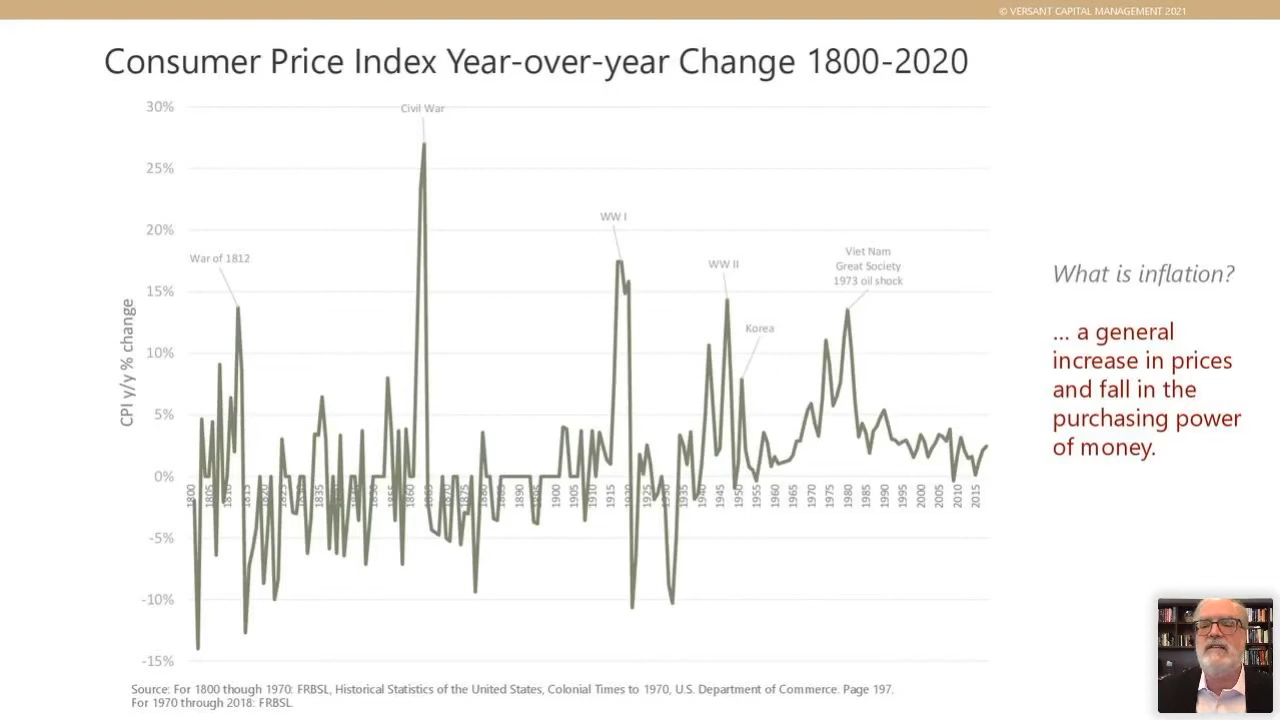 © VERSANT CAPITAL MANAGEMENT 2021
Consumer Price Index Year-over-year Change 1800-2020
30%
25%
20%
15%
10%
5%
0%
-5%
-10%
-15%
CPI y/y % change
Civil War
War of 1812
WW I
WW II
Korea
Viet Nam
Great Society
1973 oil shock
1800 1805 1810 1815 1820 1825 1835 1860 1865 1870 1875 1880 1885 1890 1900 1905 1910 1915 1920 1925 1930 1935 1940 1945 1950 1955 1960 1965 1970 1975 1980 1985 1990 1995 2000 2005 2010 2015
What is inflation?
... a general
increase in prices
and fall in the
purchasing power
of money.
Source: For 1800 though 1970: FRBSL, Historical Statistics of the United States, Colonial Times to 1970, U.S. Department of Commerce. Page 197.
For 1970 through 2018: FRBSL.